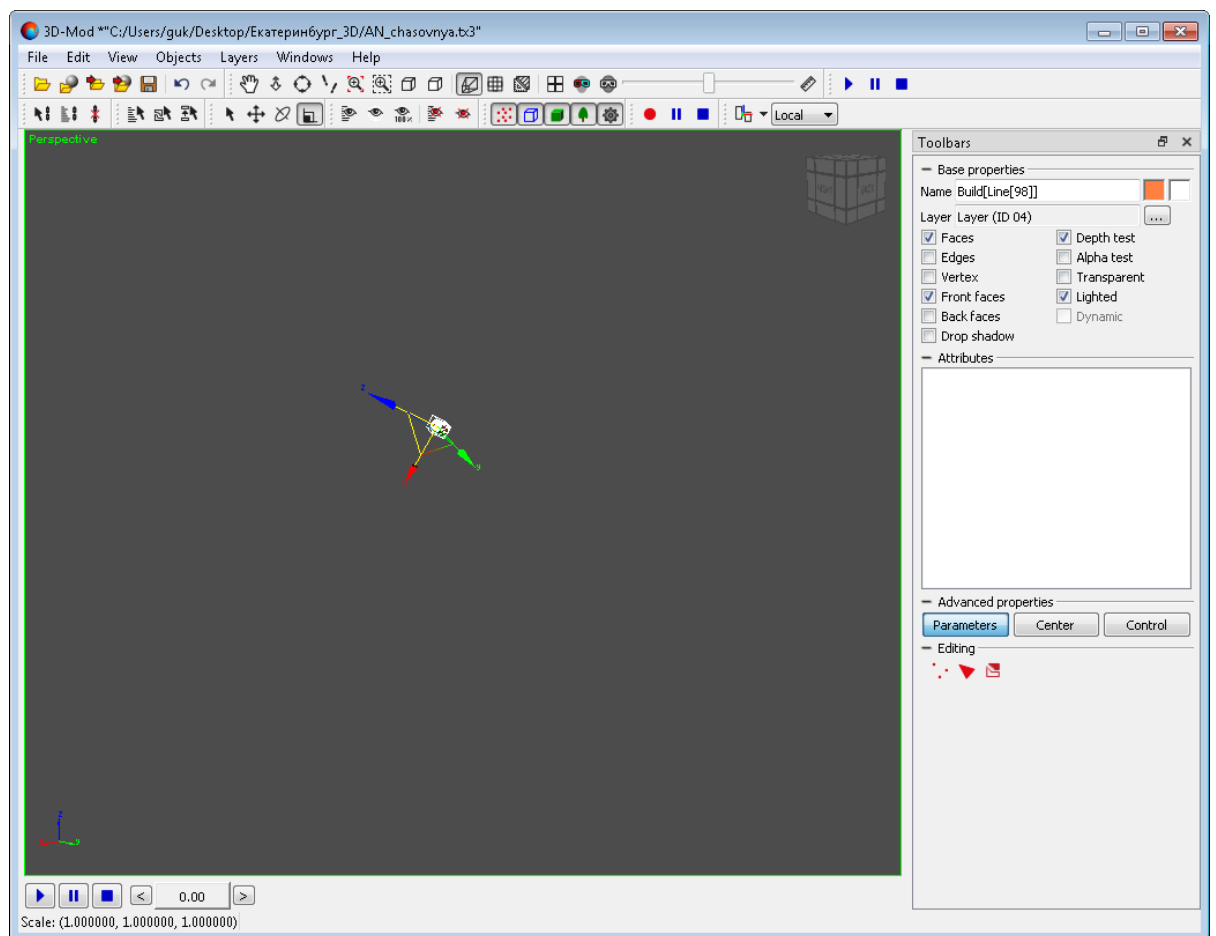 3D-Mod *"C:/Users/guk/Desktop/Екатеринбург_3D/AN_chasovnya.tx3"
File Edit View Objects Layers Windows Help
100%
Local
Perspective
Toolbars
Base properties
Name Build[Line[98]]
Layer Layer (ID 04) ...
Faces Depth test
Edges Alpha test
Vertex Transparent
Front faces Lighted
Back faces Dynamic
Drop shadow
Attributes
z
y
Advanced properties
Parameters Center Control
Editing
z
x y
< 0.00 >
Scale: (1.000000, 1.000000, 1.000000)